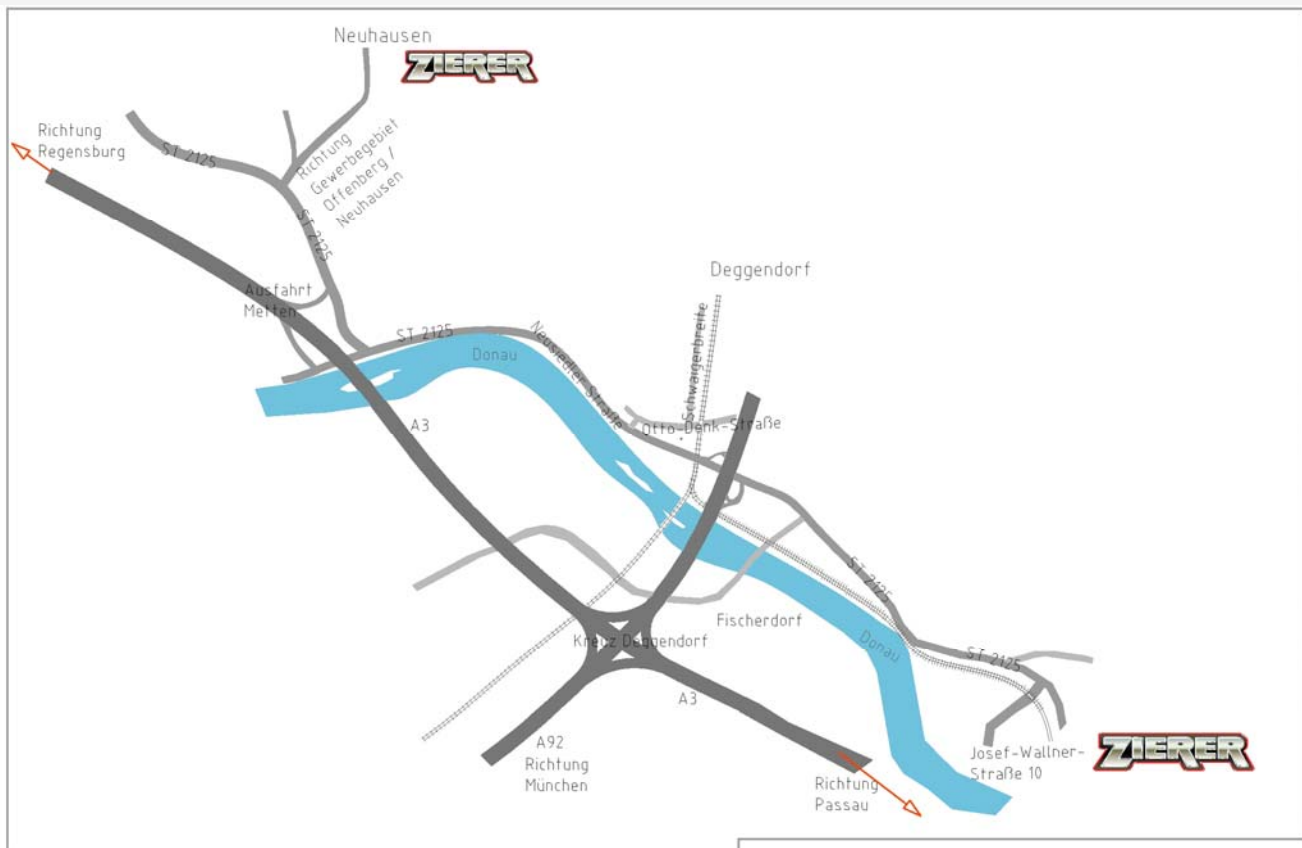 Neuhausen
ZIERER
Richtung
Regensburg
ST 2125
Richtung
Gewerbegebiet
Offenberg /
Neuhausen
ST 2125
Deggendorf
Ausfahrt
Metten
ST 2125
Neusiedler-Straße
Schwaigerbreite
Donau
A3
Otto-Denk-Straße
ST 2125
Fischerdorf
Kreuz Deggendorf
Donau
ST 2125
A3
A92
Richtung
München
Josef-Wallner-
Straße 10
ZIERER
Richtung
Passau